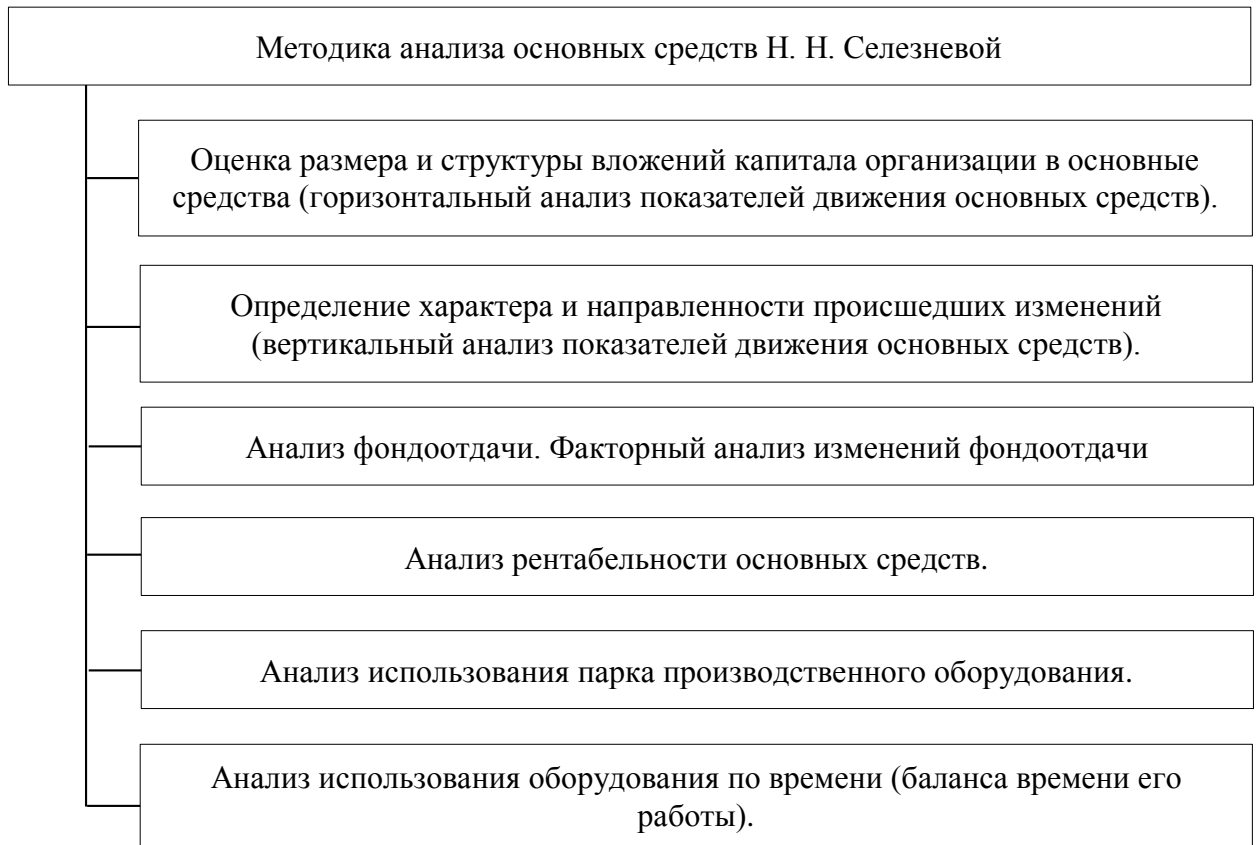 Методика анализа основных средств Н. Н. Селезневой
Оценка размера и структуры вложений капитала организации в основные
средства (горизонтальный анализ показателей движения основных средств).
Определение характера и направленности происшедших изменений
(вертикальный анализ показателей движения основных средств).
Анализ фондоотдачи. Факторный анализ изменений фондоотдачи
Анализ рентабельности основных средств.
Анализ использования парка производственного оборудования.
Анализ использования оборудования по времени (баланса времени его
работы).